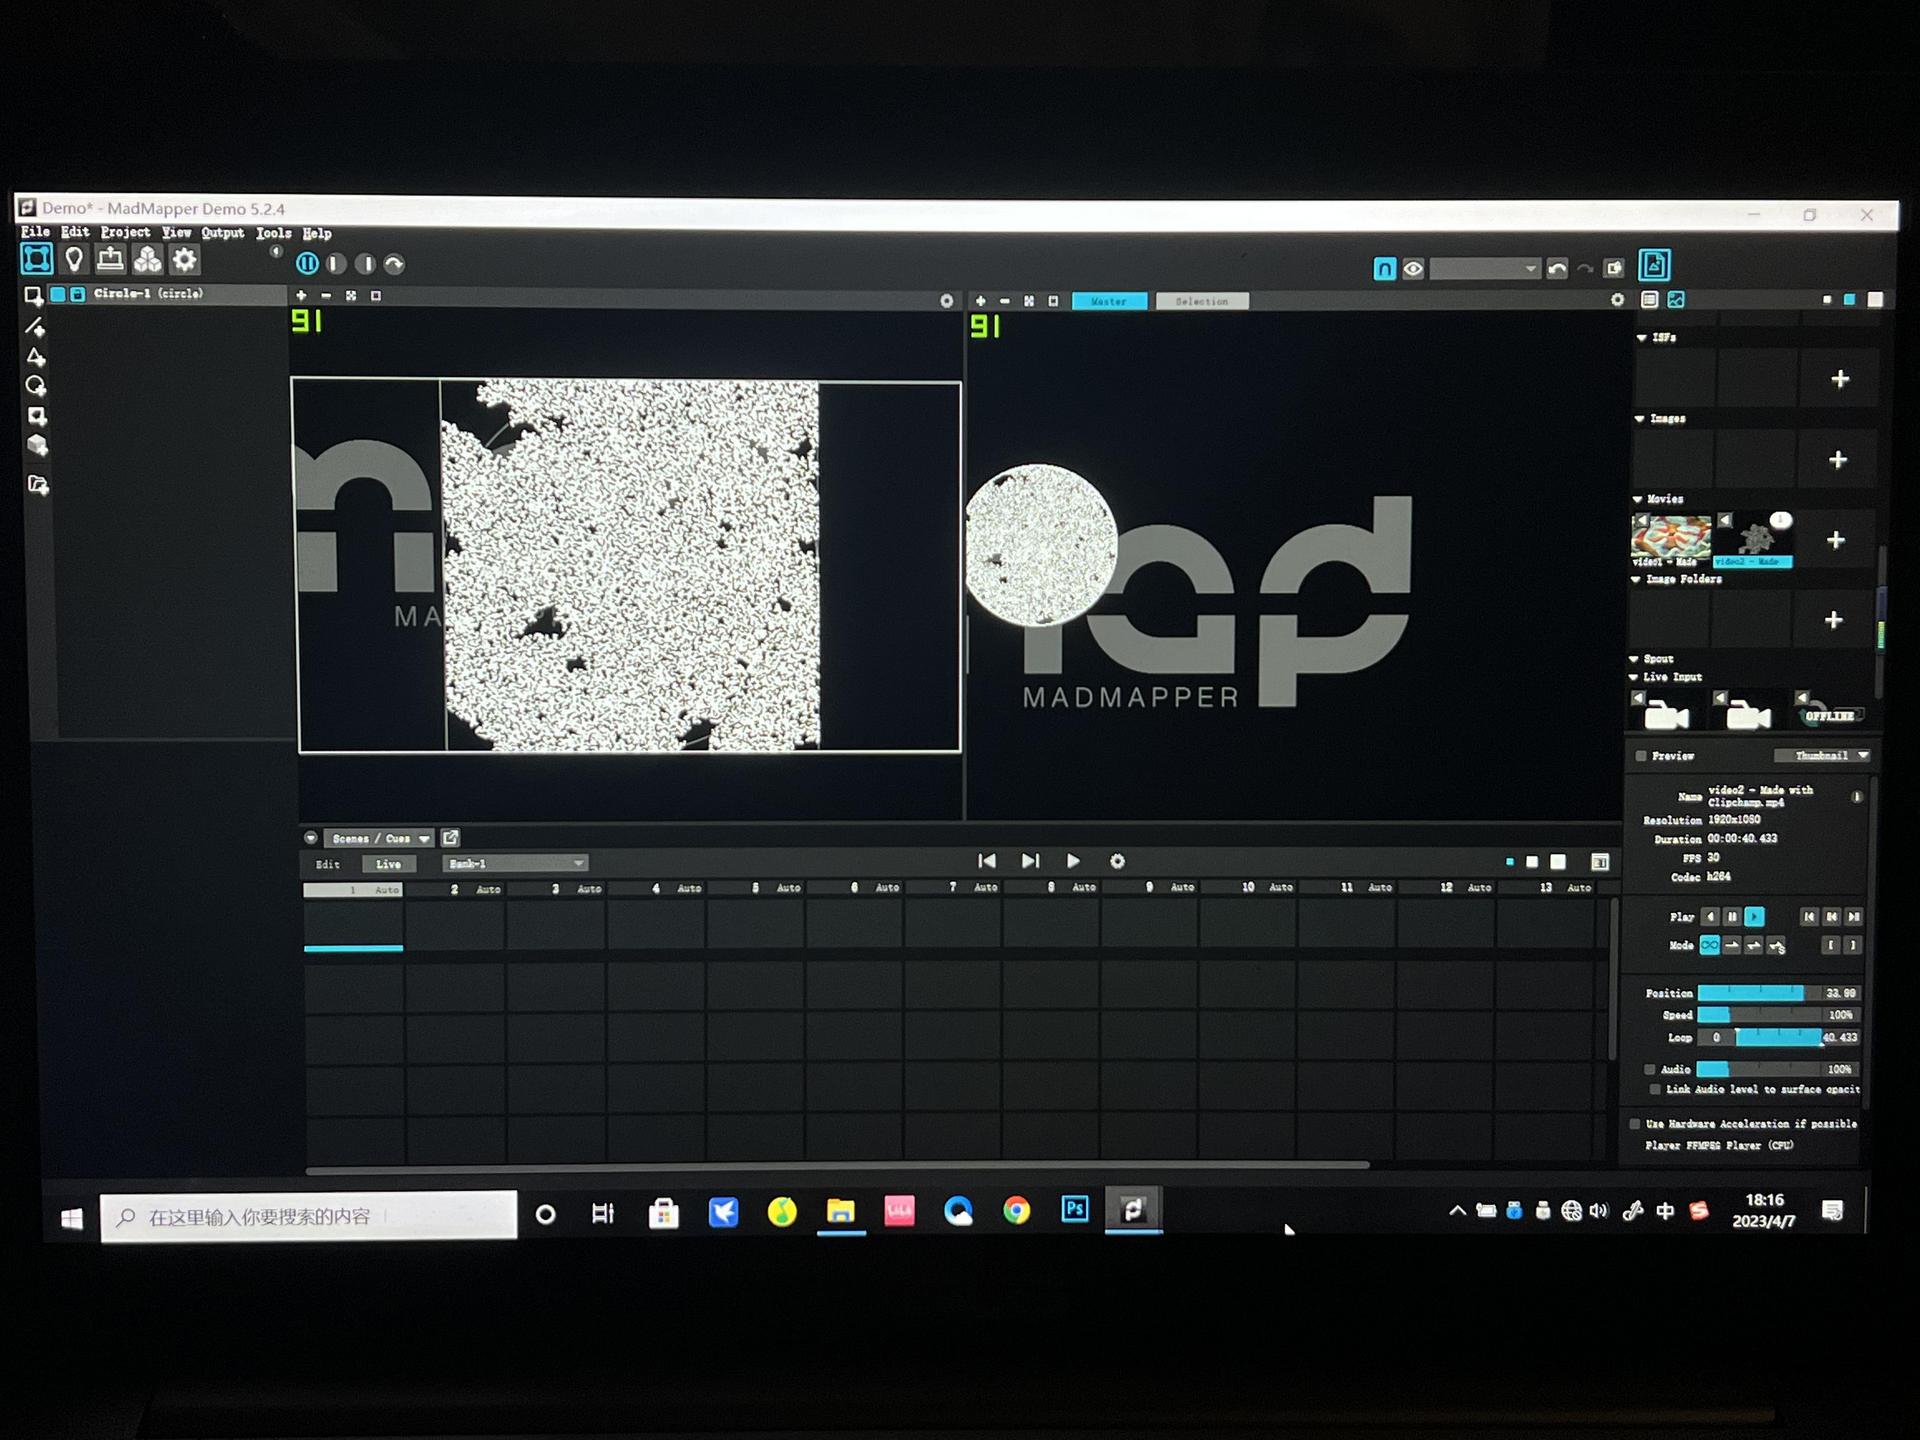 Demo* - MadMapper Demo 5.2.4
File Edit Project View Output Tools Help
Circle-1 (circle)
Master Selection
91
91
ISFs
Images
Movies
1
video1 - Made video2 - Made
Image Folders
Spout
Live Input
OFFLINE
m
MA
map
MADMAPPER
Preview Thumbnail
Name video2 - Made with
Clipchamp.mp4
Resolution 1920x1080
Duration 00:00:40.433
FPS 30
Codec h264
Scenes / Cues
Edit Live Bank-1
1 Auto 2 Auto 3 Auto 4 Auto 5 Auto 6 Auto 7 Auto 8 Auto 9 Auto 10 Auto 11 Auto 12 Auto 13 Auto
Play
Mode
Position 33.99
Speed 100%
Loop 0 40.433
Audio 100%
Link Audio level to surface opacit
Use Hardware Acceleration if possible
Player FFMPEG Player (CPU)
在这里输入你要搜索的内容
Ps
中
18:16
2023/4/7